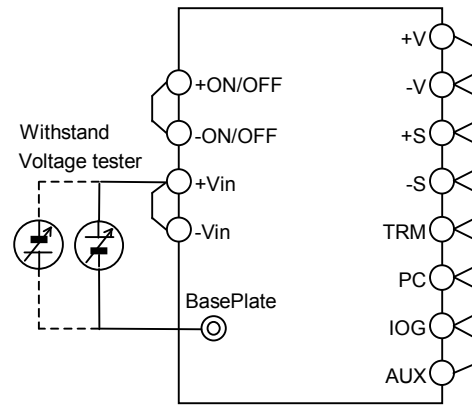 +V
+ON/OFF
-V
-ON/OFF
+S
Withstand
Voltage tester
+Vin
-S
-Vin
TRM
PC
BasePlate
IOG
AUX